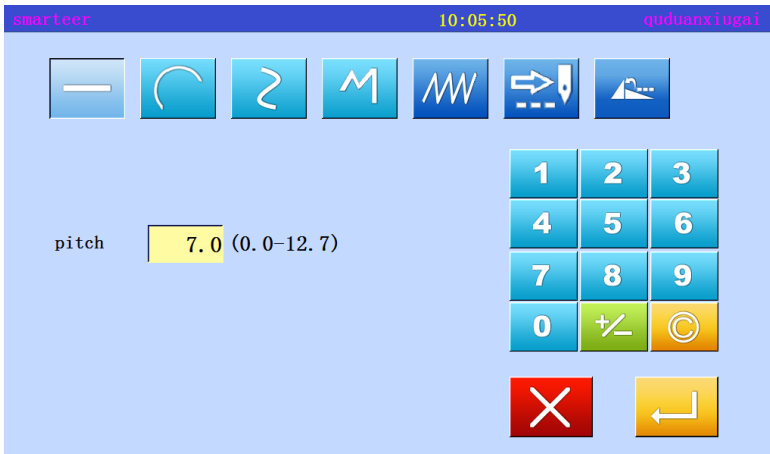 smarteer 10:05:50 quduanxiugai
1 2 3
pitch 7.0 (0.0-12.7)
4 5 6
7 8 9
0 +/− ©